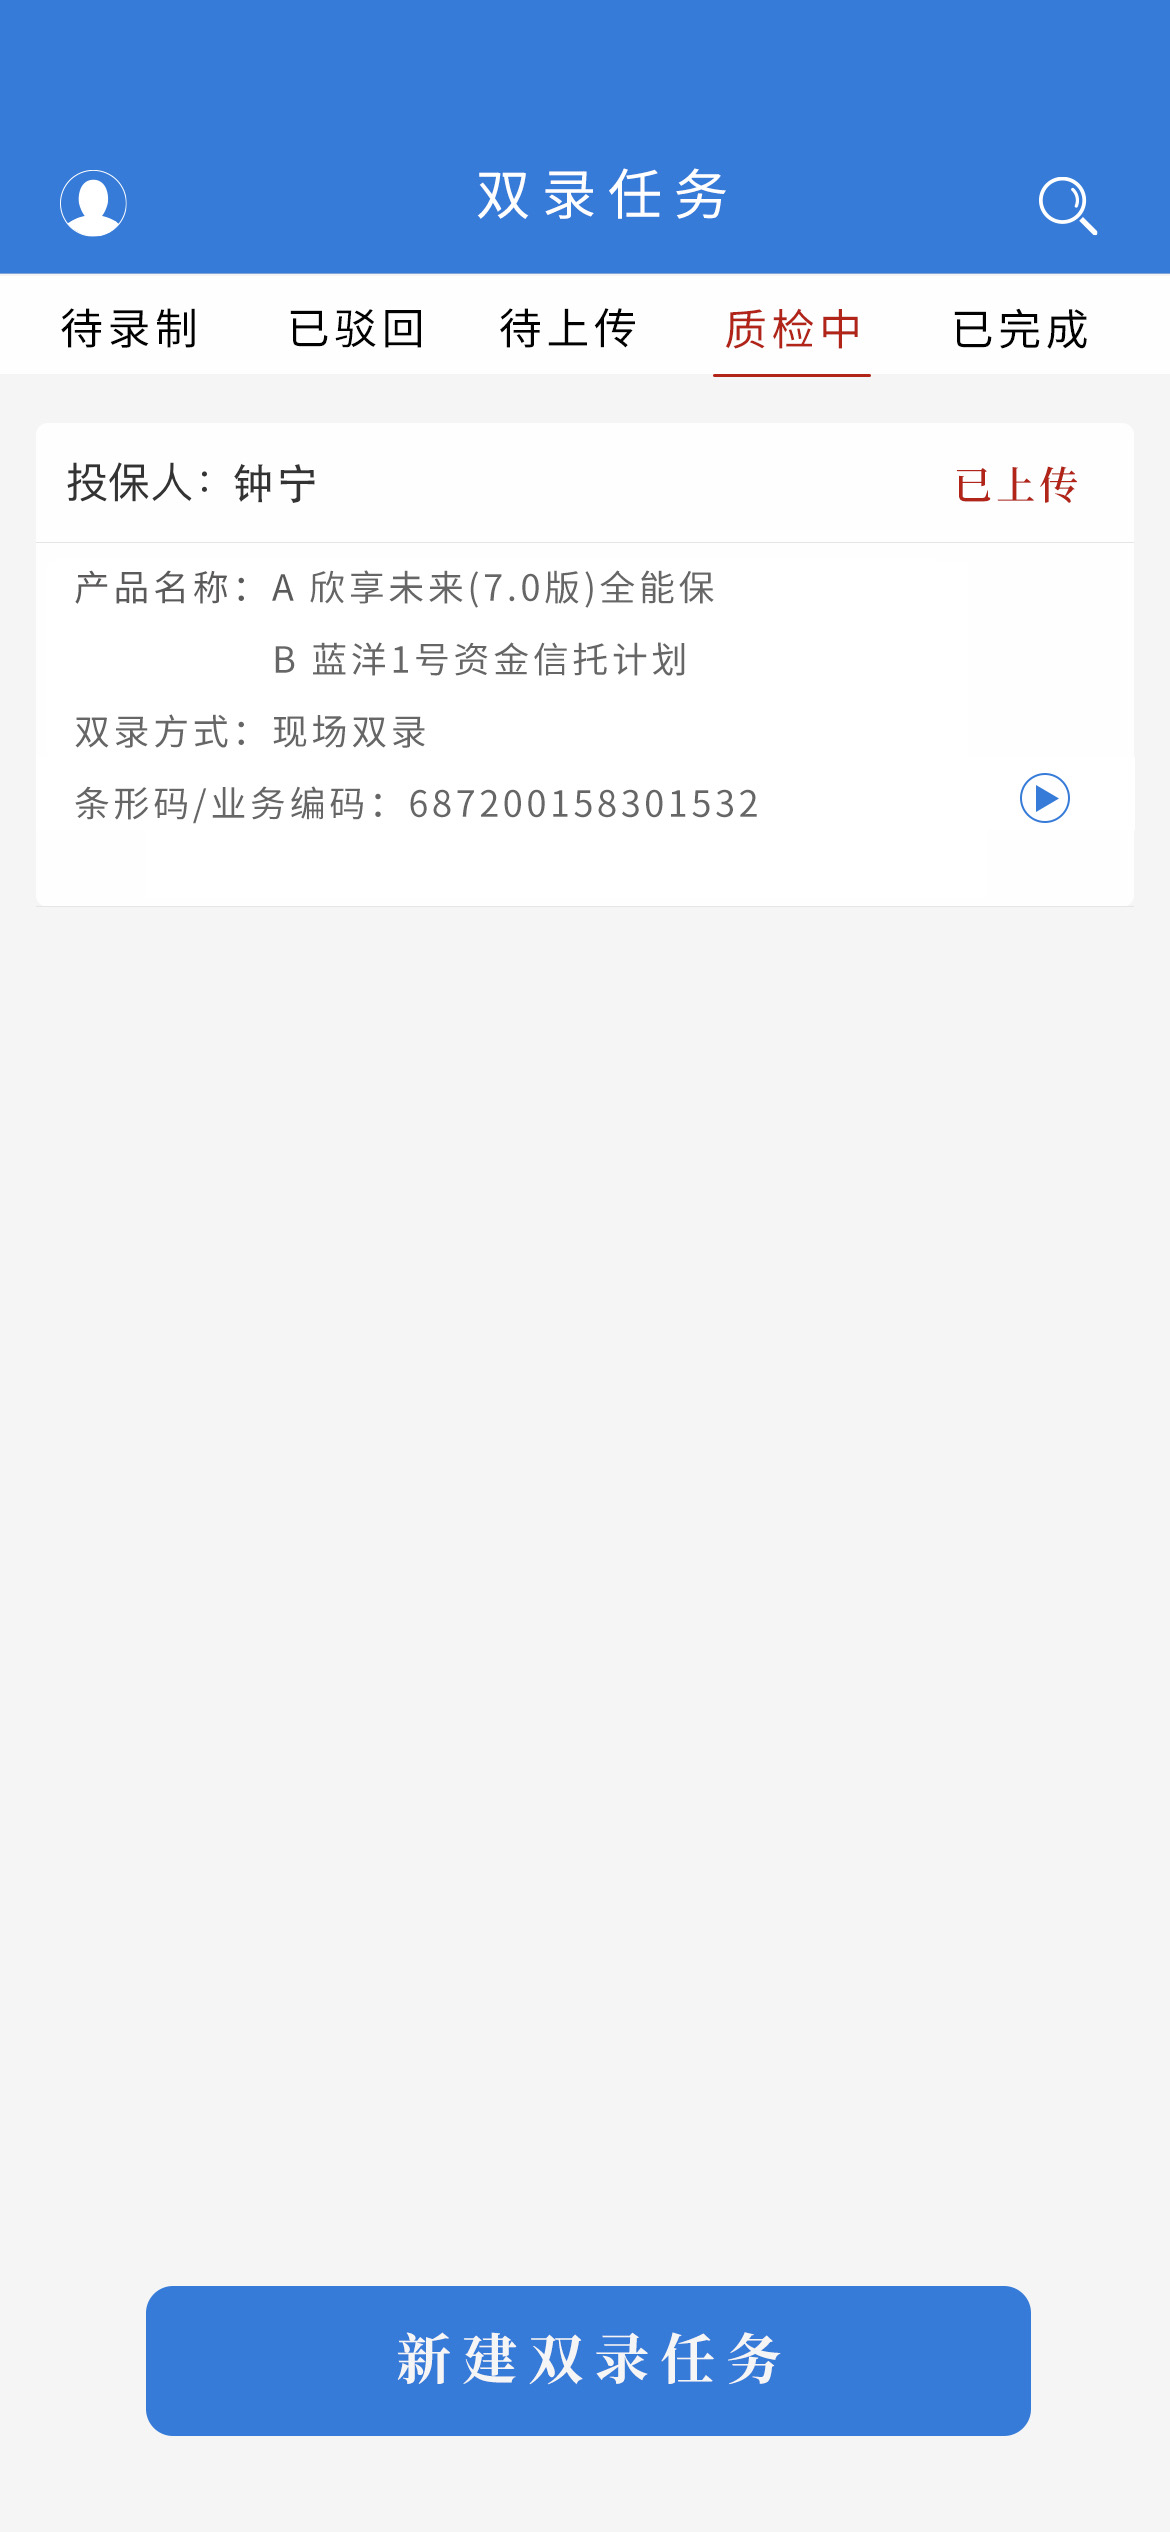 双录任务
待录制 已驳回 待上传 质检中 已完成
投保人：钟宁 已上传
产品名称：A 欣享未来(7.0版)全能保
B 蓝洋1号资金信托计划
双录方式：现场双录
条形码/业务编码：687200158301532
新建双录任务